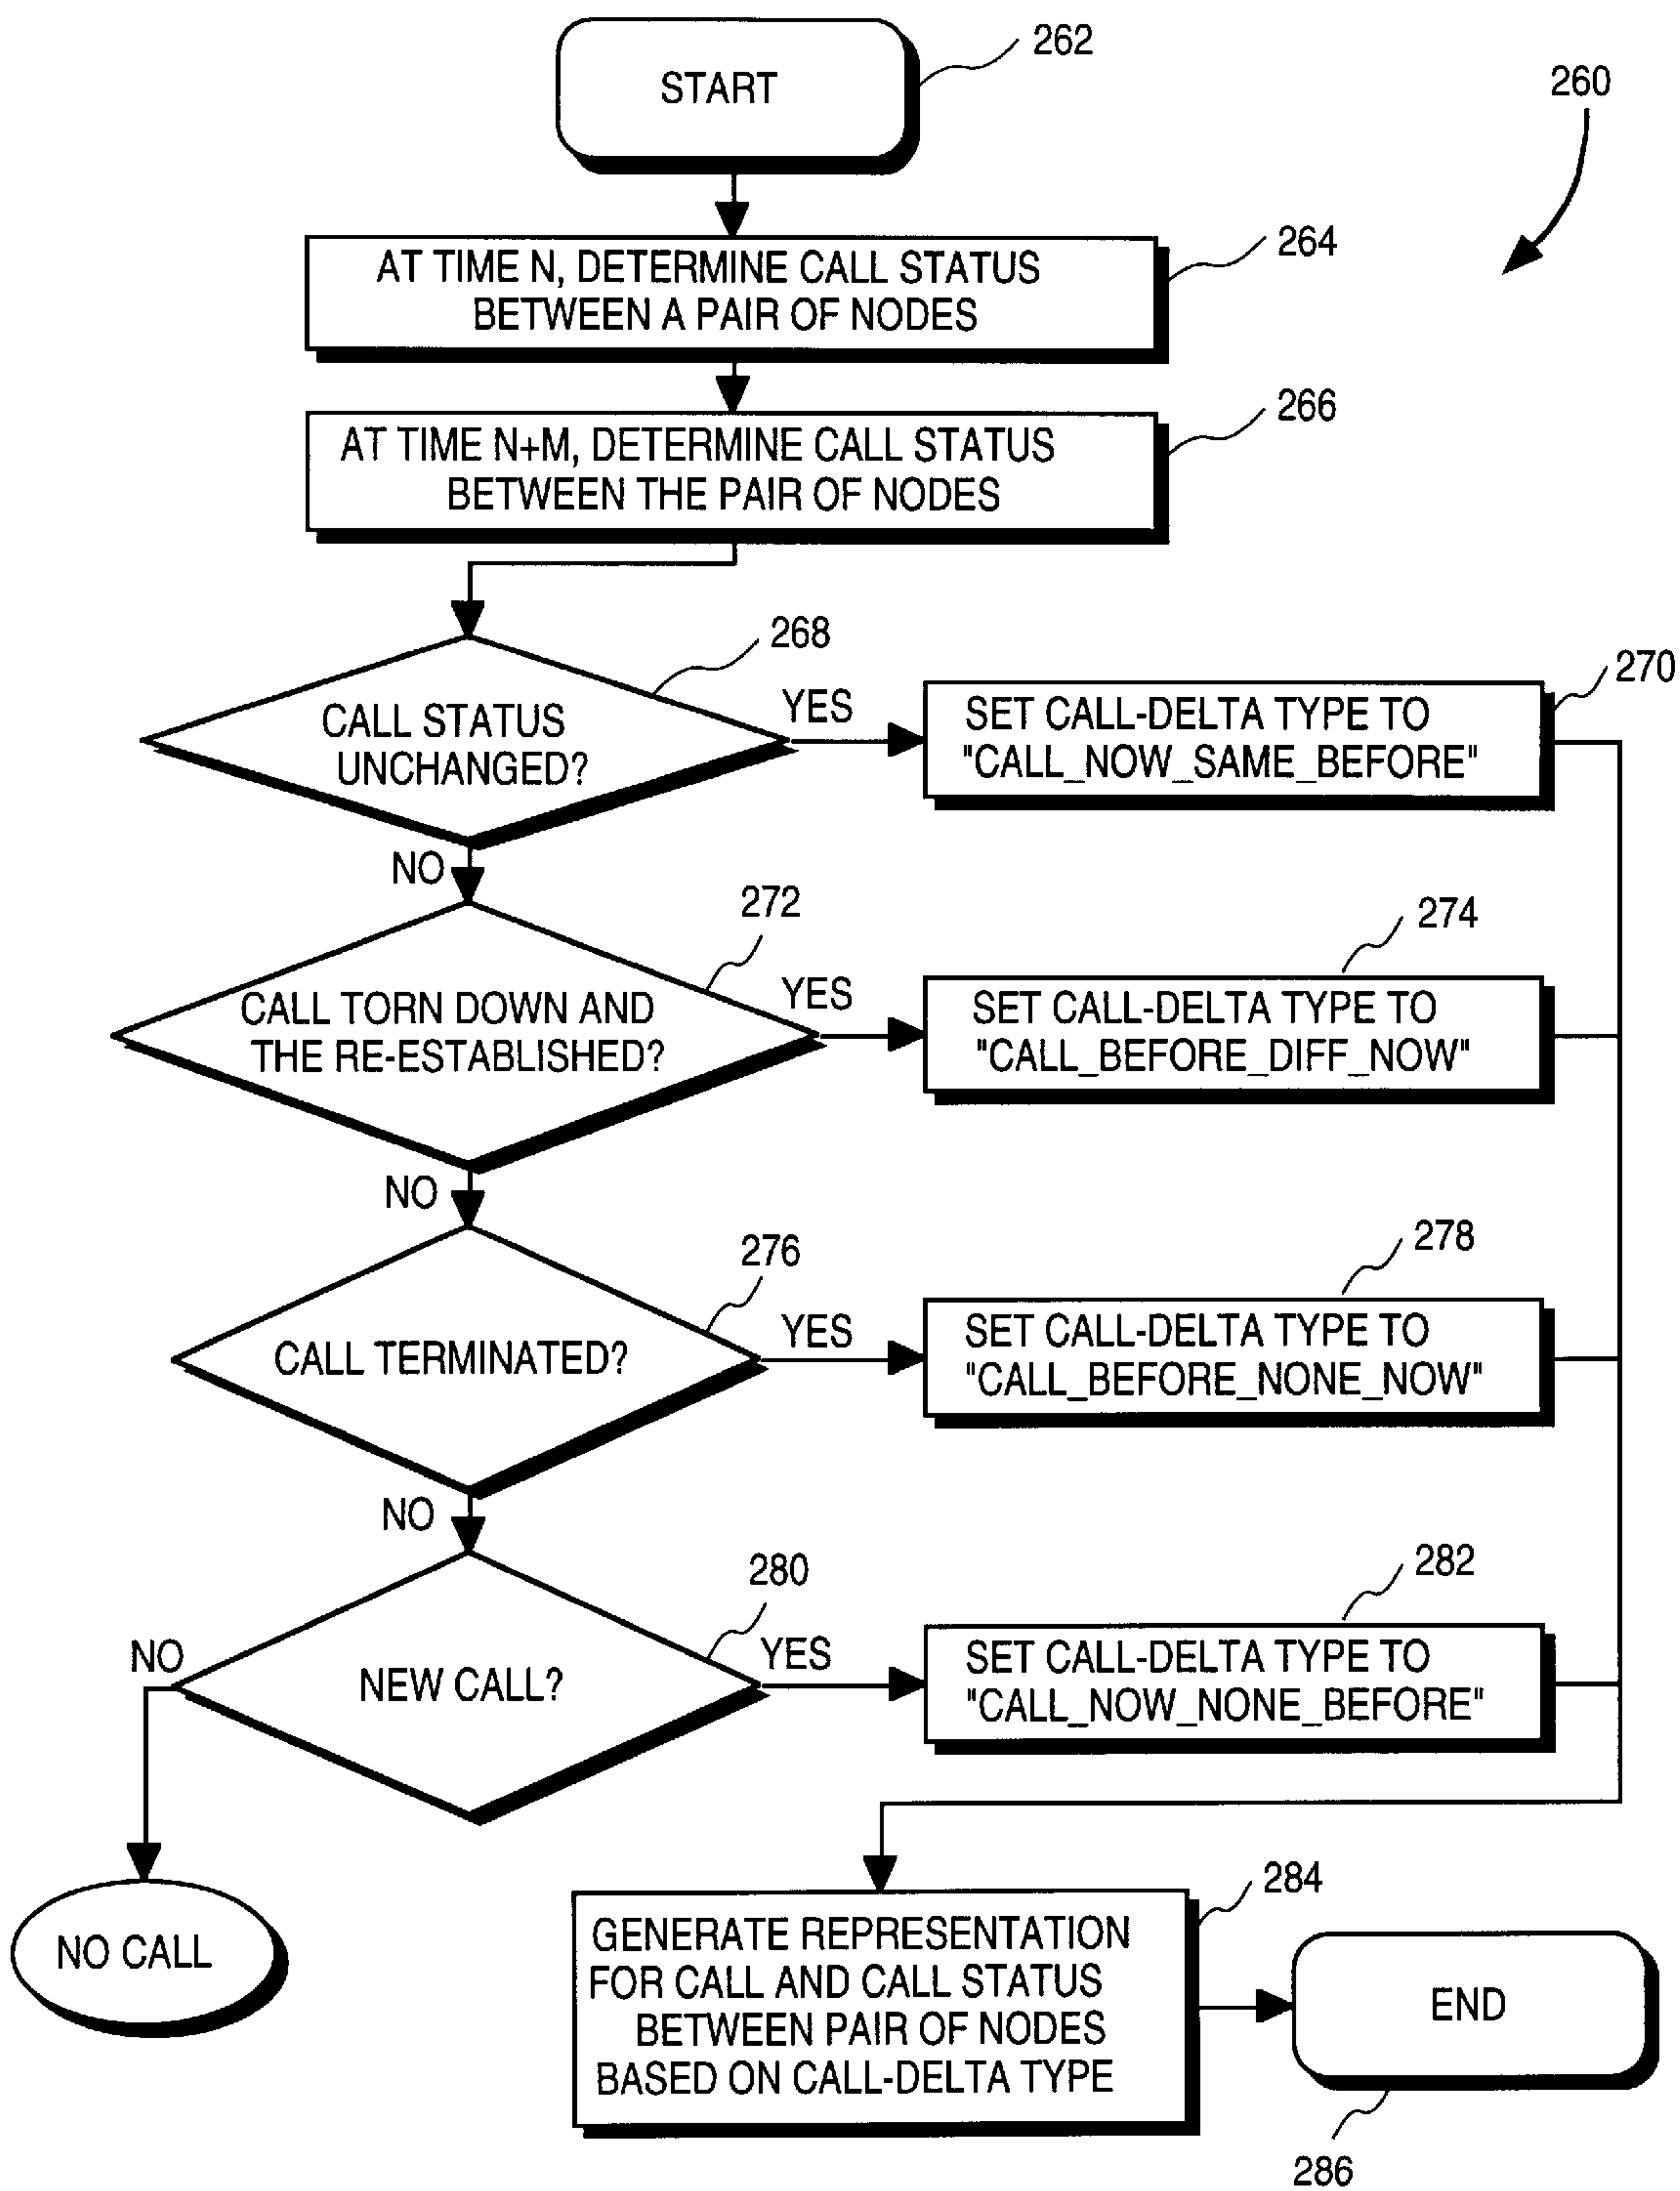 262
START
260
264
AT TIME N, DETERMINE CALL STATUS
BETWEEN A PAIR OF NODES
266
AT TIME N+M, DETERMINE CALL STATUS
BETWEEN THE PAIR OF NODES
268
270
CALL STATUS
UNCHANGED?
YES
SET CALL-DELTA TYPE TO
"CALL_NOW_SAME_BEFORE"
NO
272
274
CALL TORN DOWN AND
THE RE-ESTABLISHED?
YES
SET CALL-DELTA TYPE TO
"CALL_BEFORE_DIFF_NOW"
NO
276
278
CALL TERMINATED?
YES
SET CALL-DELTA TYPE TO
"CALL_BEFORE_NONE_NOW"
NO
280
282
NO
NEW CALL?
YES
SET CALL-DELTA TYPE TO
"CALL_NOW_NONE_BEFORE"
NO CALL
284
GENERATE REPRESENTATION
FOR CALL AND CALL STATUS
BETWEEN PAIR OF NODES
BASED ON CALL-DELTA TYPE
END
286